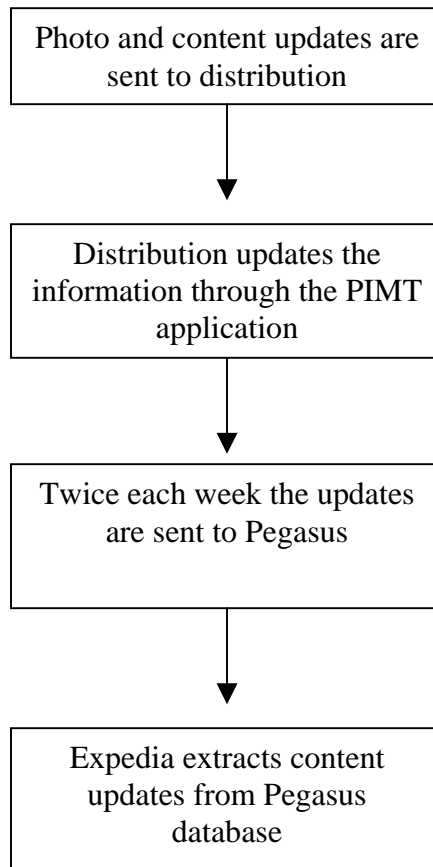 Photo and content updates are
sent to distribution
Distribution updates the
information through the PIMT
application
Twice each week the updates
are sent to Pegasus
Expedia extracts content
updates from Pegasus
database